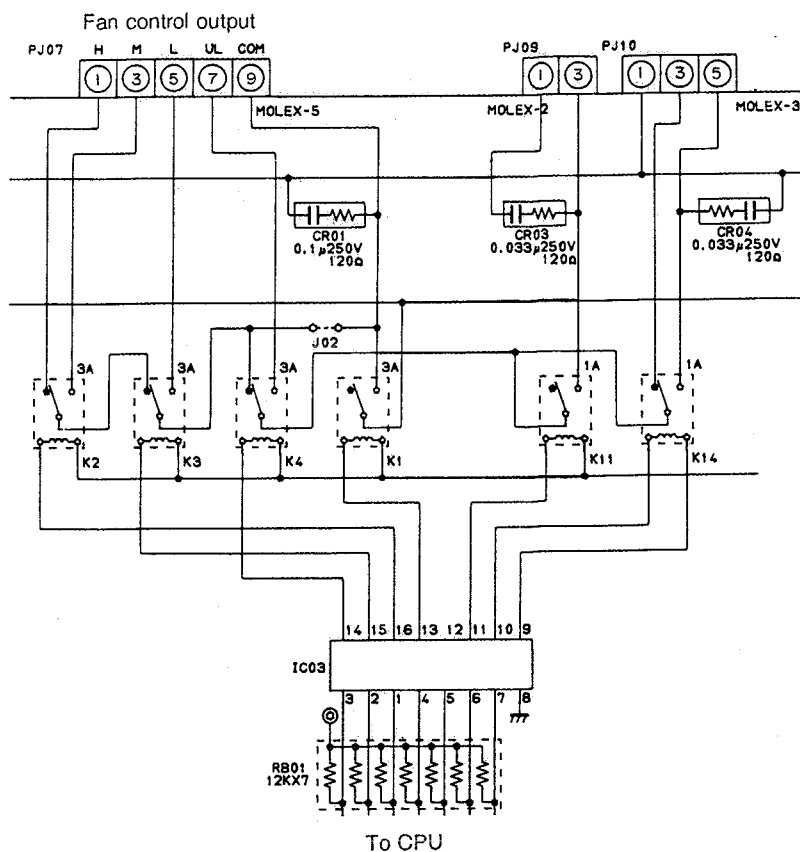 Fan control output
PJ07 H M L UL COM
1 3 5 7 9
MOLEX-5
PJ09
1 3
MOLEX-2
PJ10
1 3 5
MOLEX-3
CR01
0.1μ250V
120Ω
CR03
0.033μ250V
120Ω
CR04
0.033μ250V
120Ω
J02
3A 3A 3A 3A 1A 1A
K2 K3 K4 K1 K11 K14
14 15 16 13 12 11 10 9
IC03
3 2 1 4 5 6 7 8
RB01
12KX7
To CPU